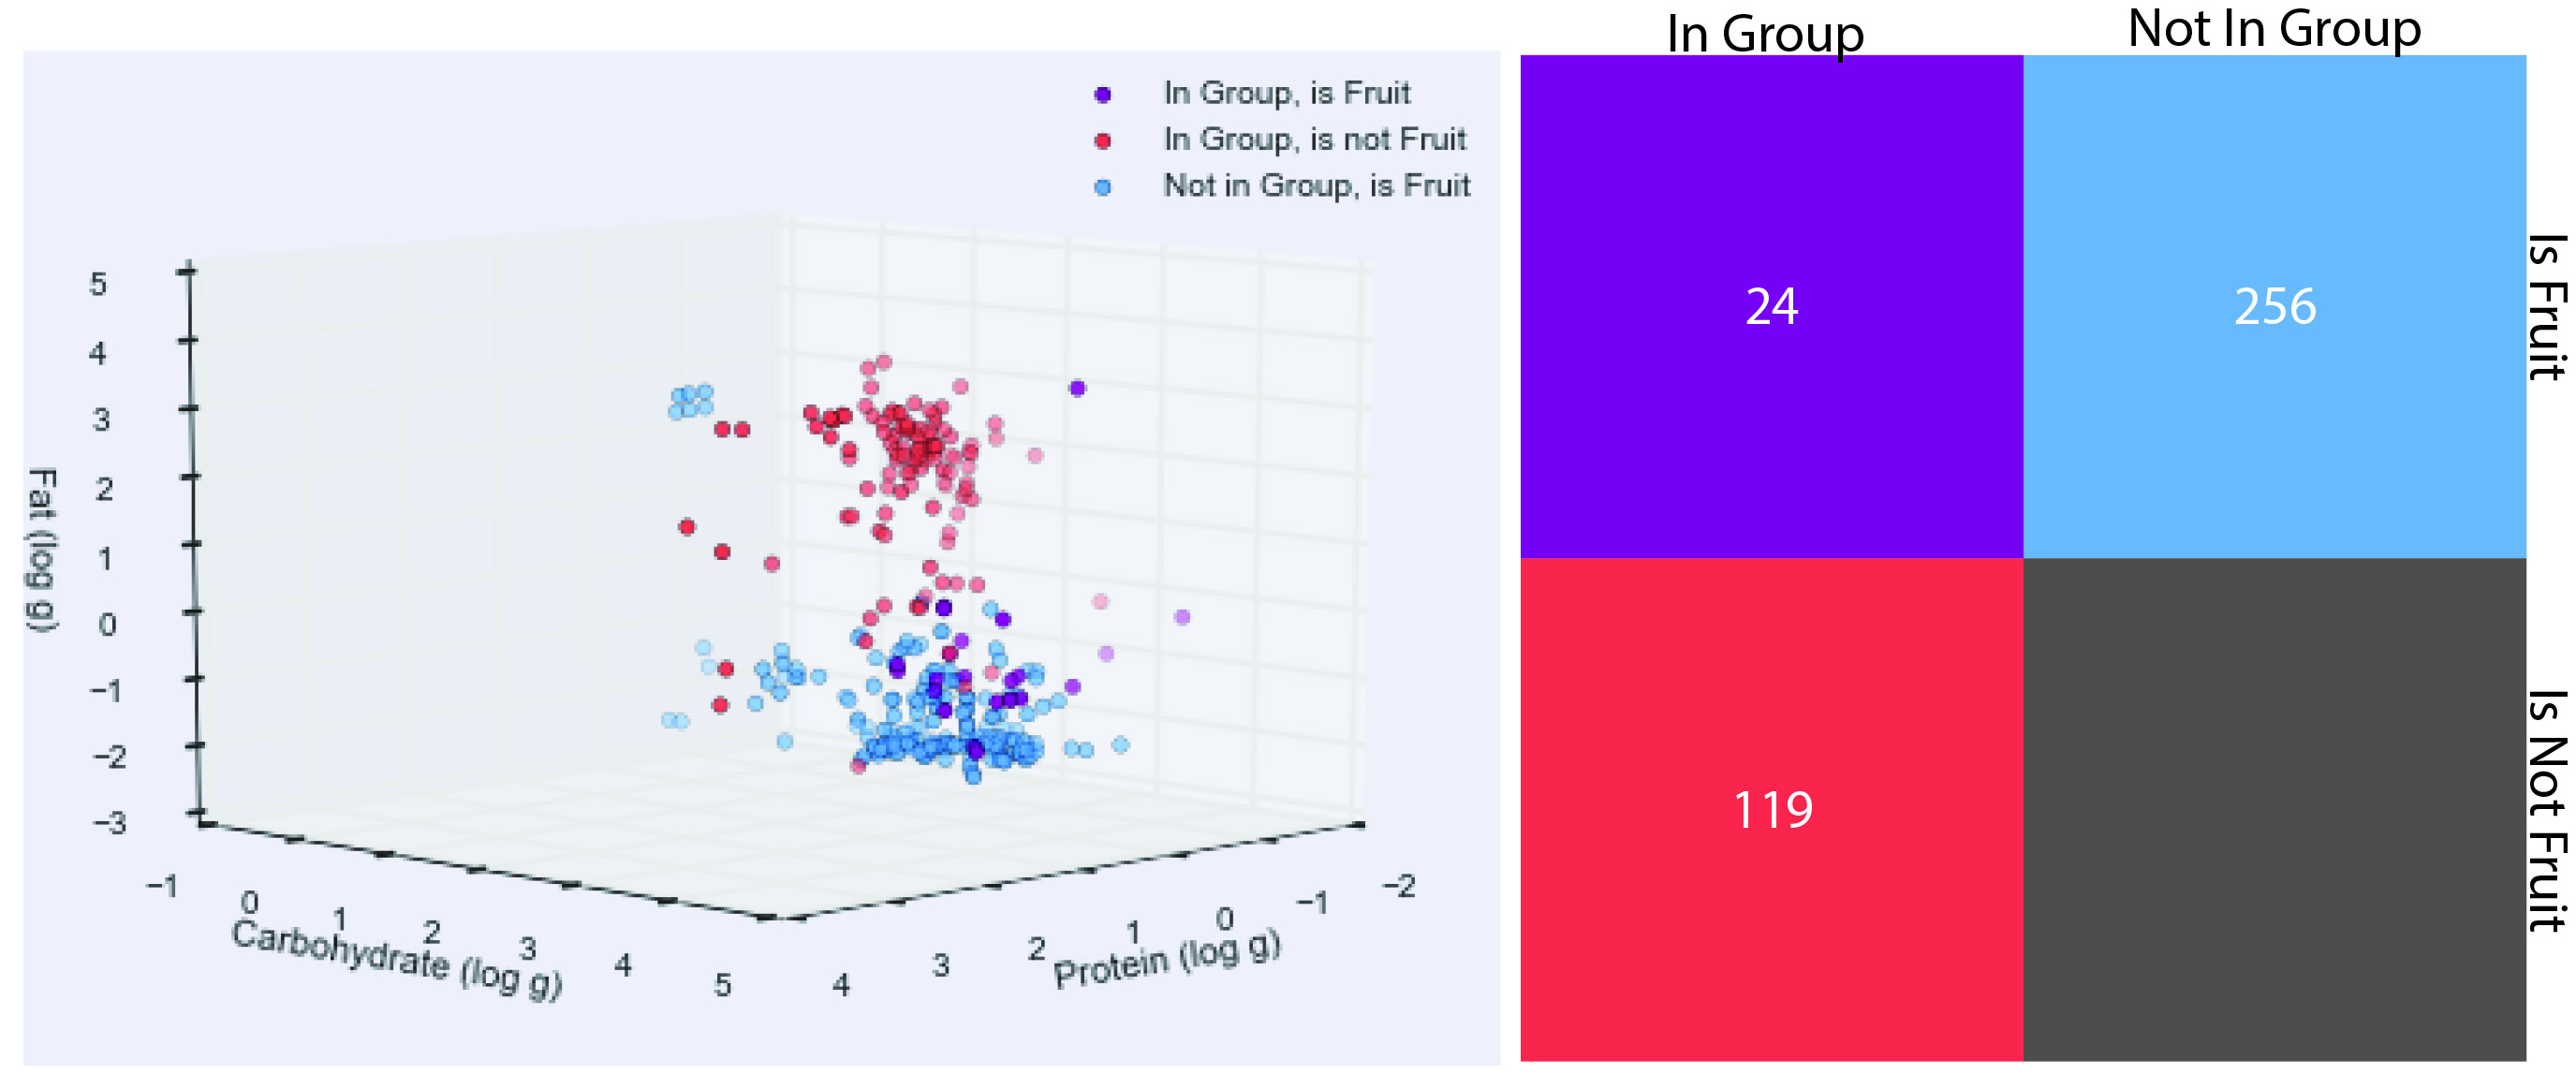 In Group, is Fruit
In Group, is not Fruit
Not in Group, is Fruit
5
4
3
2
1
0
−1
−2
−3
Fat (log g)
−1
0
1
2
3
4
5
Carbohydrate (log g)
4
3
2
1
0
−1
−2
Protein (log g)
In Group
Not In Group
24
256
Is Fruit
119
Is Not Fruit